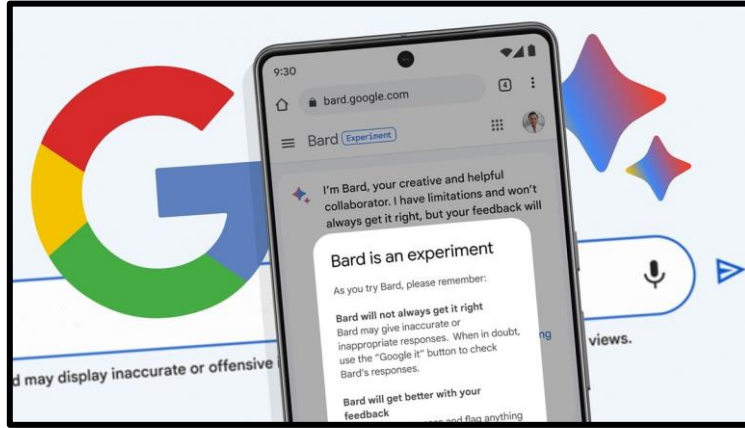 9:30
bard.google.com
4
Bard Experiment
I'm Bard, your creative and helpful
collaborator. I have limitations and won't
always get it right, but your feedback will
Bard is an experiment
As you try Bard, please remember:
Bard will not always get it right
Bard may give inaccurate or
inappropriate responses. When in doubt,
use the "Google it" button to check
Bard's responses.
Bard will get better with your
feedback
and flag anything
d may display inaccurate or offensive
views.